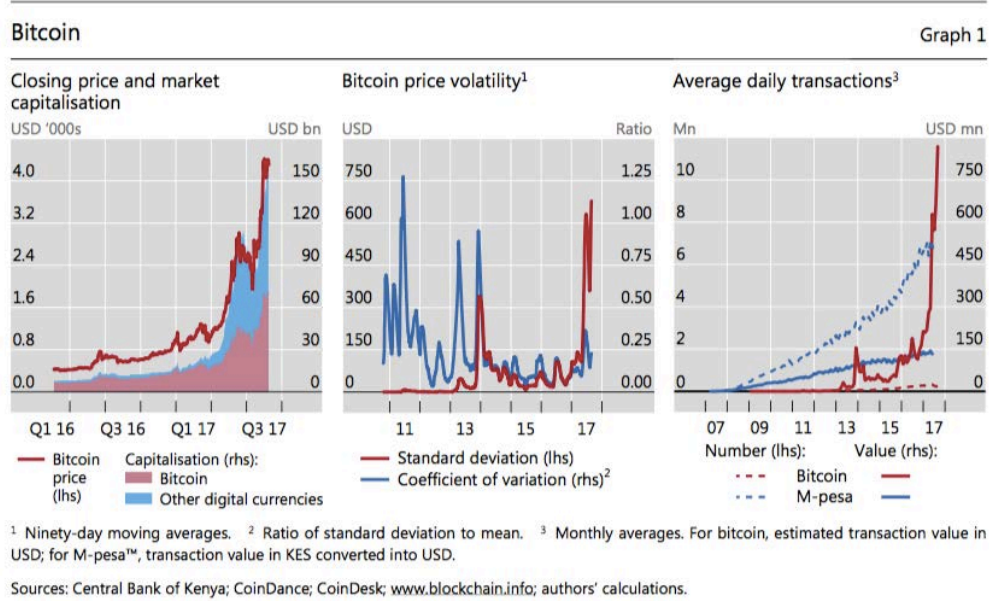 Bitcoin
Graph 1
Closing price and market
capitalisation
USD '000s
USD bn
4.0
3.2
2.4
1.6
0.8
0.0
150
120
90
60
30
0
Q1 16
Q3 16
Q1 17
Q3 17
Bitcoin
price
(lhs)
Capitalisation (rhs):
Bitcoin
Other digital currencies
Bitcoin price volatility¹
USD
Ratio
750
600
450
300
150
0
1.25
1.00
0.75
0.50
0.25
0.00
11
13
15
17
Standard deviation (lhs)
Coefficient of variation (rhs)²
Average daily transactions³
Mn
USD mn
10
8
6
4
2
0
750
600
450
300
150
0
07
09
11
13
15
17
Number (lhs):
Value (rhs):
Bitcoin
M-pesa
¹ Ninety-day moving averages. ² Ratio of standard deviation to mean. ³ Monthly averages. For bitcoin, estimated transaction value in
USD; for M-pesa™, transaction value in KES converted into USD.
Sources: Central Bank of Kenya; CoinDance; CoinDesk; www.blockchain.info; authors' calculations.